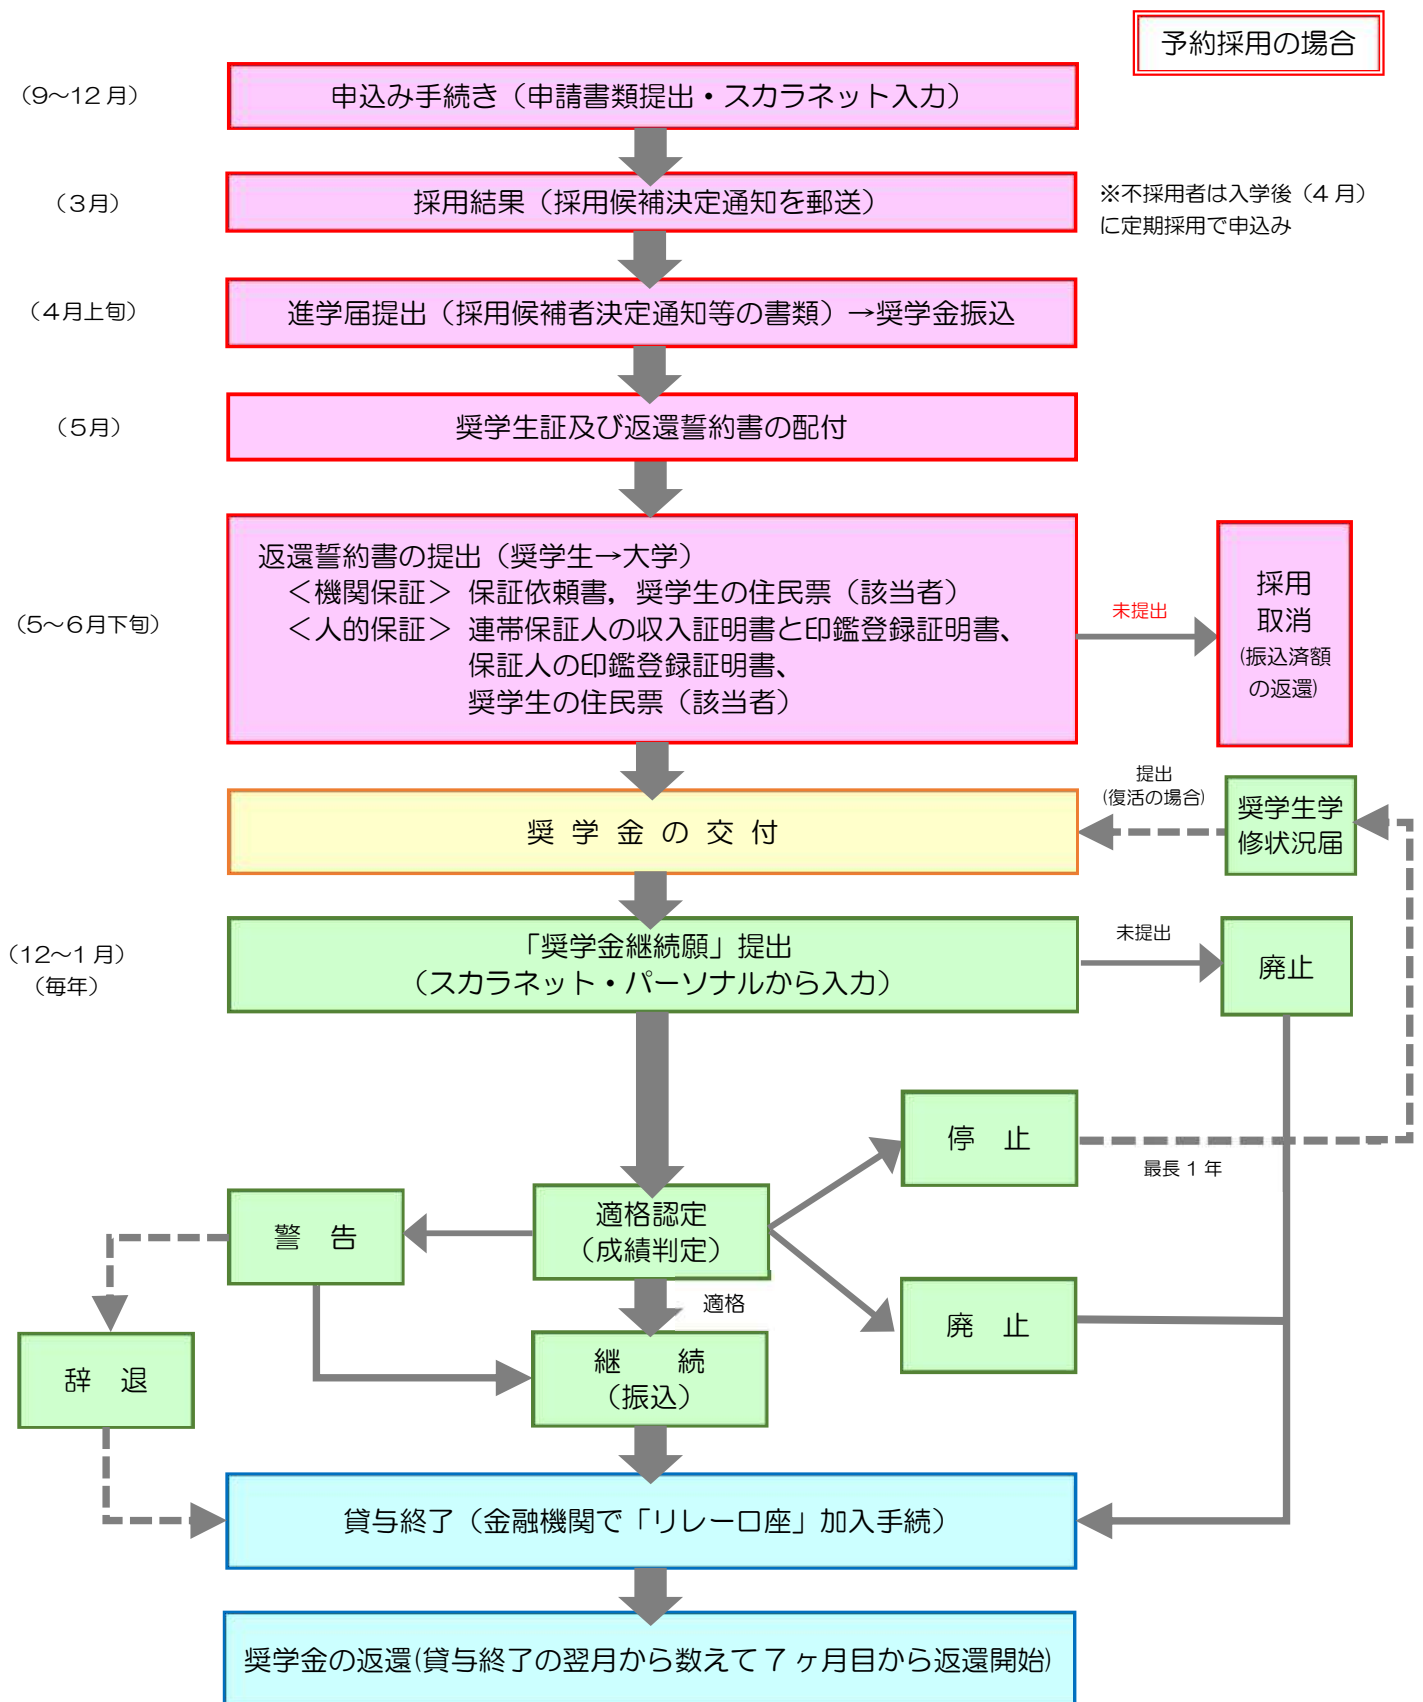 予約採用の場合
（9～12月）
申込み手続き（申請書類提出・スカラネット入力）
（3月）
採用結果（採用候補決定通知を郵送）
※不採用者は入学後（4月）
に定期採用で申込み
（4月上旬）
進学届提出（採用候補者決定通知等の書類）→奨学金振込
（5月）
奨学生証及び返還誓約書の配付
（5～6月下旬）
返還誓約書の提出（奨学生→大学）
＜機関保証＞ 保証依頼書，奨学生の住民票（該当者）
＜人的保証＞ 連帯保証人の収入証明書と印鑑登録証明書、
保証人の印鑑登録証明書、
奨学生の住民票（該当者）
未提出
採用
取消
(振込済額
の返還)
奨 学 金 の 交 付
提出
(復活の場合)
奨学生学
修状況届
（12～1月）
（毎年）
「奨学金継続願」提出
（スカラネット・パーソナルから入力）
未提出
廃止
停　止
最長 1 年
警　告
適格認定
（成績判定）
適格
廃　止
辞　退
継　　続
（振込）
貸与終了（金融機関で「リレー口座」加入手続）
奨学金の返還(貸与終了の翌月から数えて７ヶ月目から返還開始)